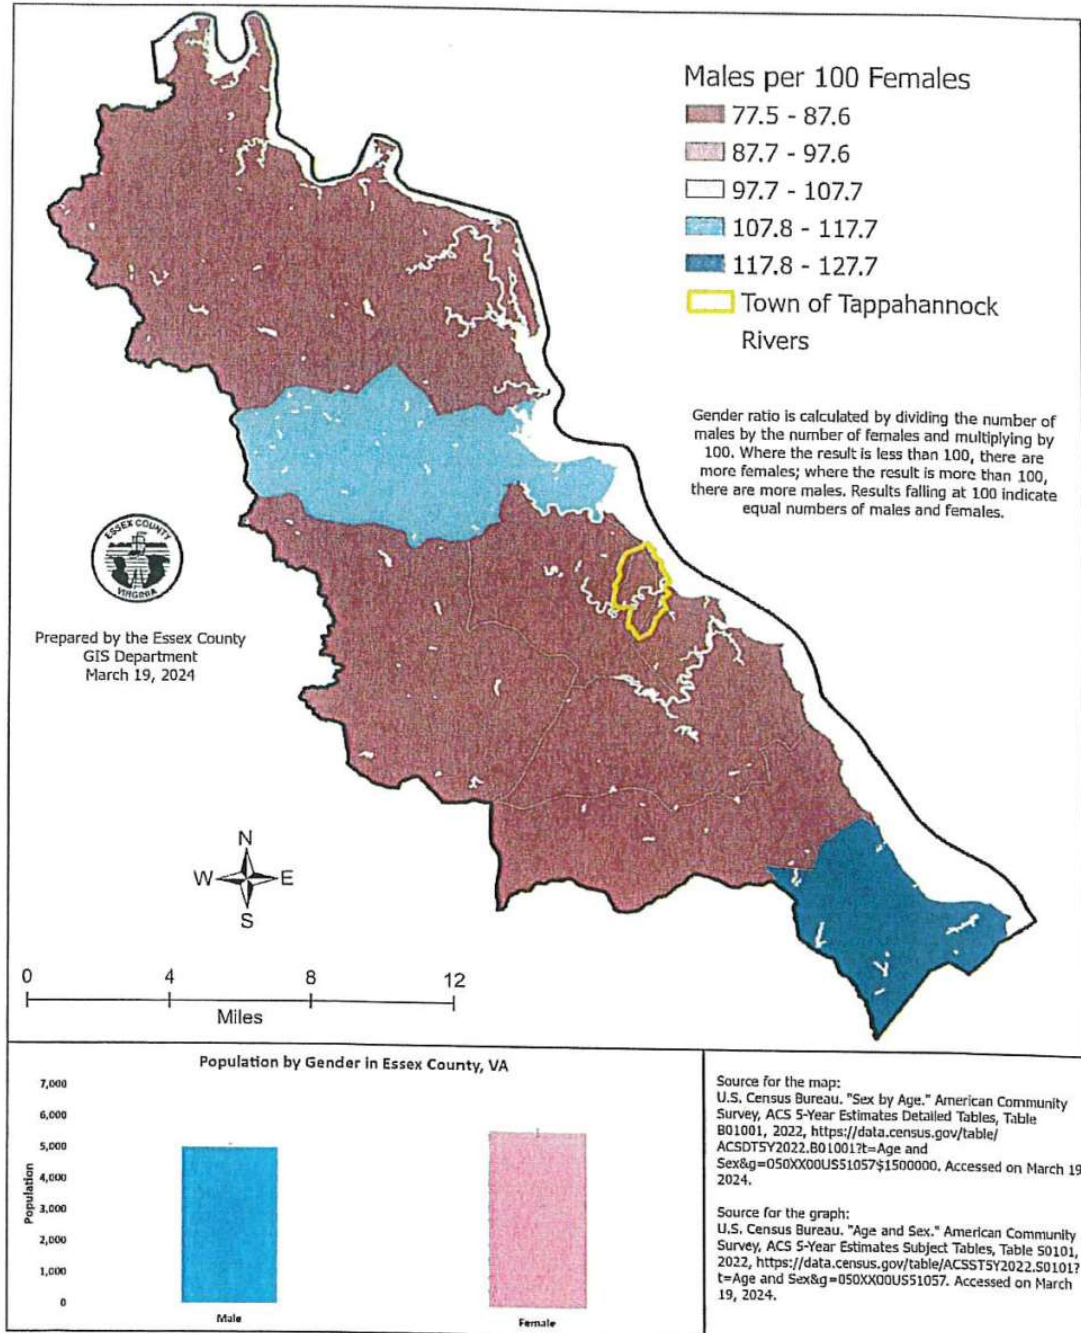 Males per 100 Females
77.5 - 87.6
87.7 - 97.6
97.7 - 107.7
107.8 - 117.7
117.8 - 127.7
Town of Tappahannock
Rivers
Gender ratio is calculated by dividing the number of
males by the number of females and multiplying by
100. Where the result is less than 100, there are
more females; where the result is more than 100,
there are more males. Results falling at 100 indicate
equal numbers of males and females.
ESSEX COUNTY
VIRGINIA
Prepared by the Essex County
GIS Department
March 19, 2024
N
W E
S
0 4 8 12
Miles
Population by Gender in Essex County, VA
Population
7,000
6,000
5,000
4,000
3,000
2,000
1,000
0
Male Female
Source for the map:
U.S. Census Bureau. "Sex by Age." American Community
Survey, ACS 5-Year Estimates Detailed Tables, Table
B01001, 2022, https://data.census.gov/table/
ACSDT5Y2022.B01001?t=Age and
Sex&g=050XX00US51057$1500000. Accessed on March 19
2024.
Source for the graph:
U.S. Census Bureau. "Age and Sex." American Community
Survey, ACS 5-Year Estimates Subject Tables, Table S0101,
2022, https://data.census.gov/table/ACSST5Y2022.S0101?
t=Age and Sex&g=050XX00US51057. Accessed on March
19, 2024.